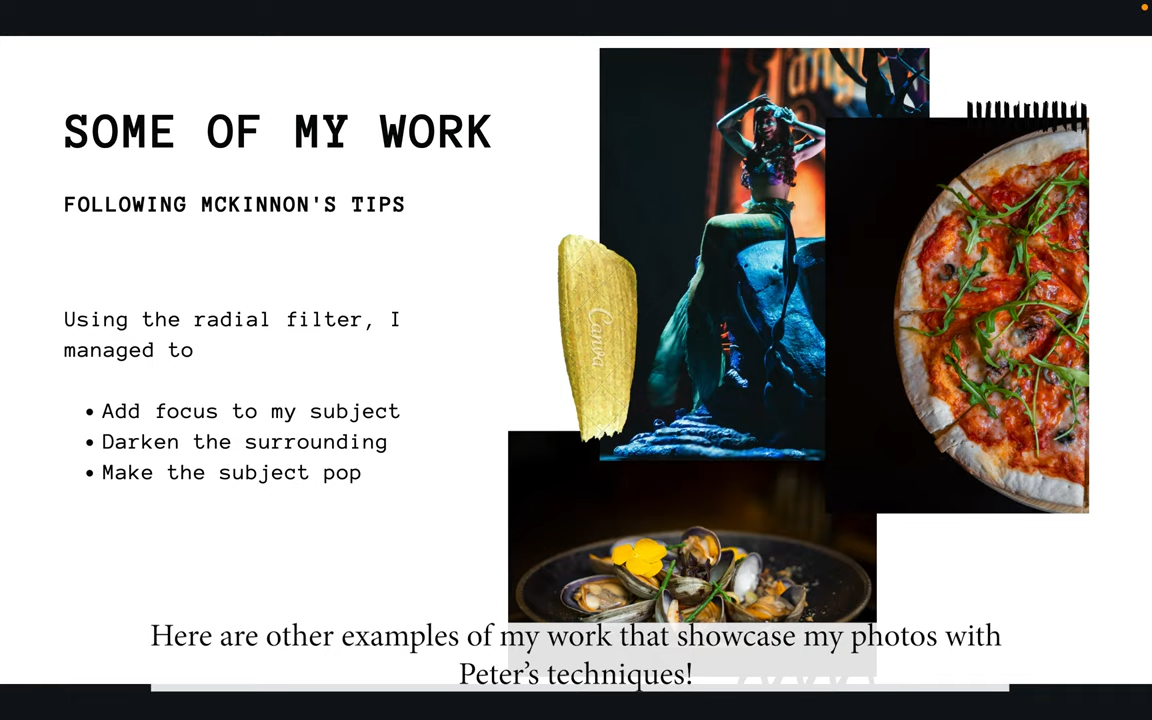 SOME OF MY WORK
FOLLOWING MCKINNON'S TIPS
Using the radial filter, I
managed to
• Add focus to my subject
• Darken the surrounding
• Make the subject pop
Canva
Here are other examples of my work that showcase my photos with
Peter’s techniques!